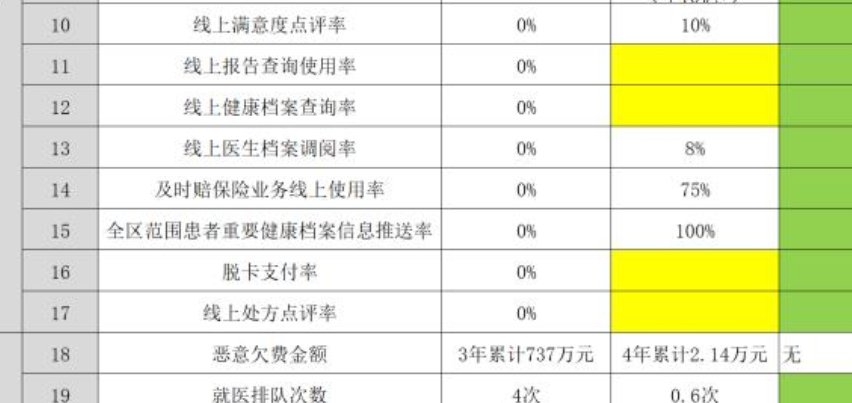 10 线上满意度点评率 0% 10%
11 线上报告查询使用率 0%
12 线上健康档案查询率 0%
13 线上医生档案调阅率 0% 8%
14 及时赔保险业务线上使用率 0% 75%
15 全区范围患者重要健康档案信息推送率 0% 100%
16 脱卡支付率 0%
17 线上处方点评率 0%
18 恶意欠费金额 3年累计737万元 4年累计2.14万元 无
19 就医排队次数 4次 0.6次